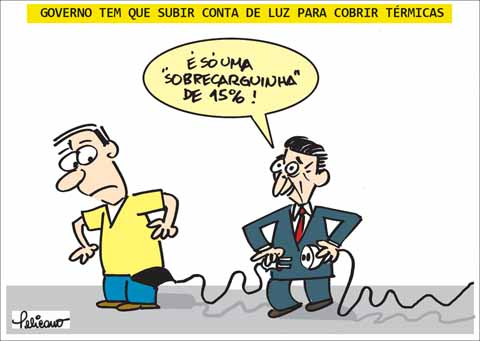 GOVERNO TEM QUE SUBIR CONTA DE LUZ PARA COBRIR TÉRMICAS
É SÓ UMA
"SOBRECARGUINHA"
DE 15% !
Pelicano